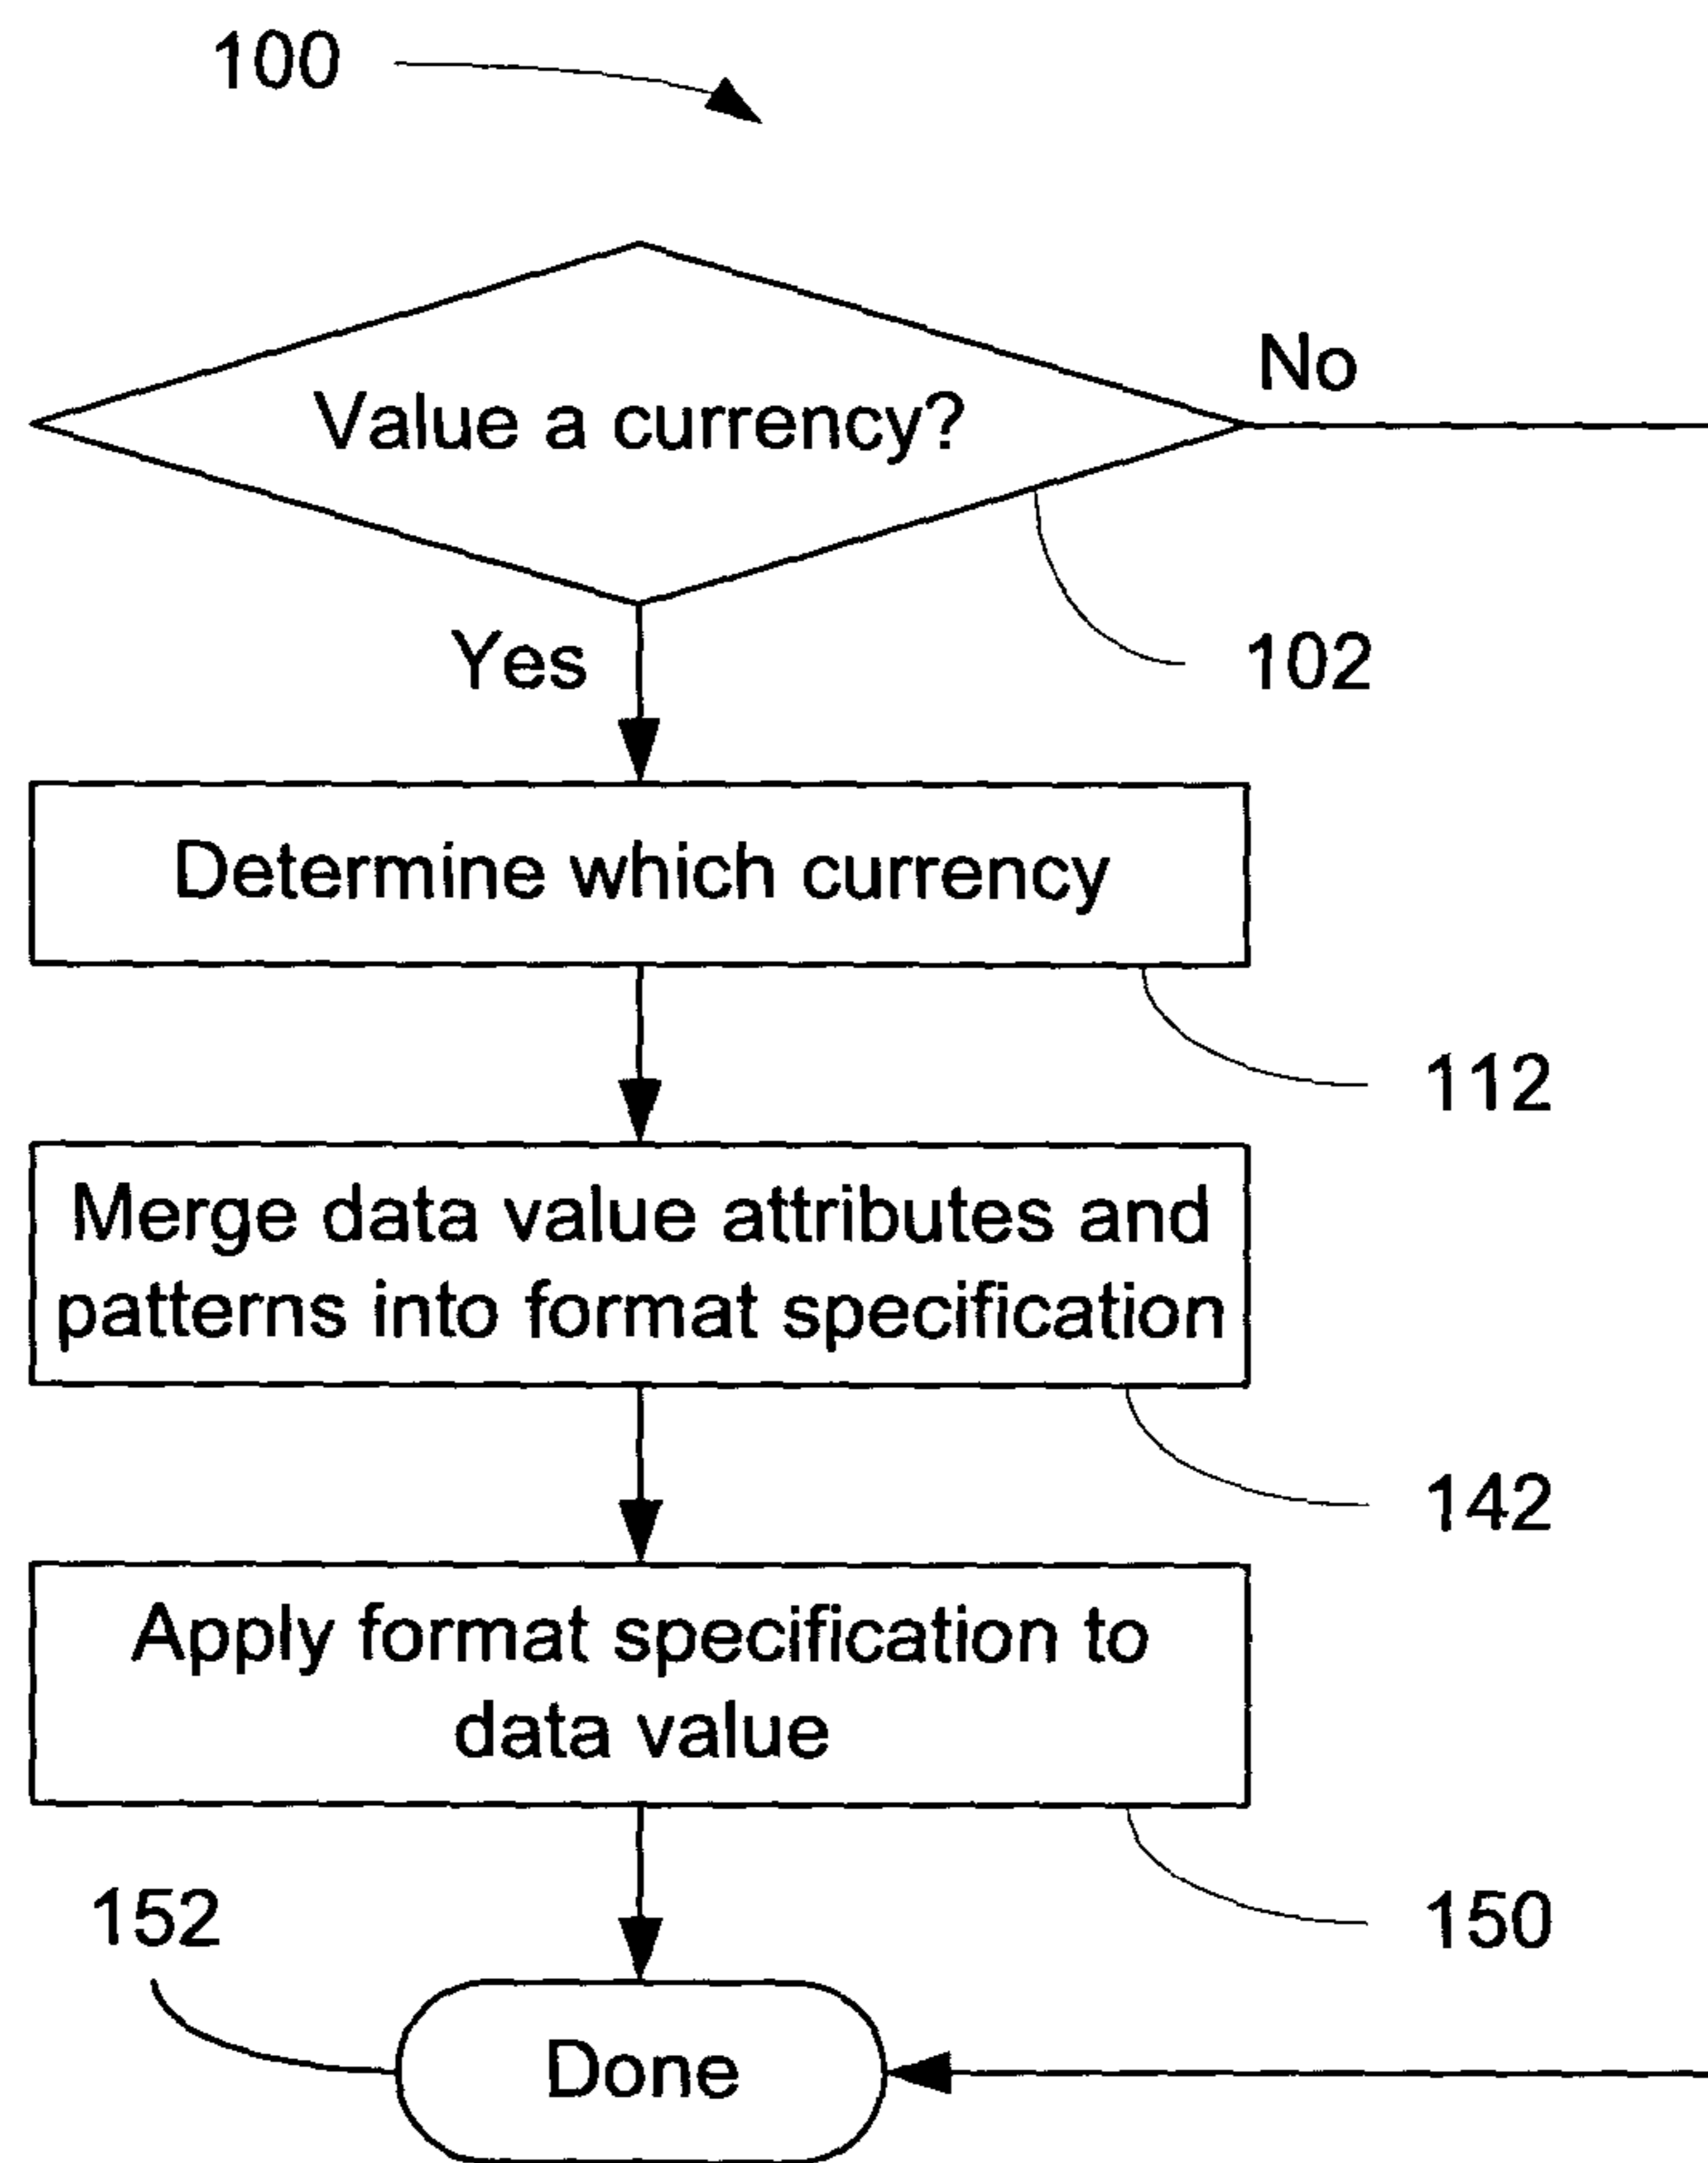 100
Value a currency?
No
Yes
102
Determine which currency
112
Merge data value attributes and
patterns into format specification
142
Apply format specification to
data value
152
150
Done